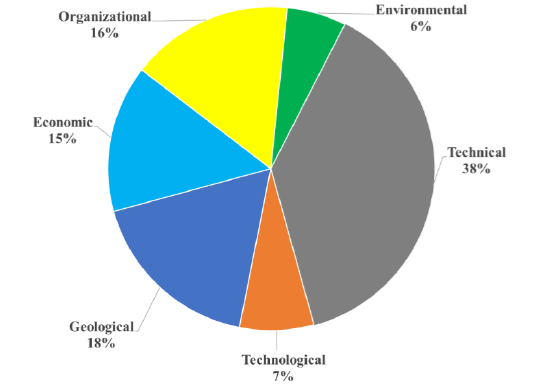 Organizational
16%
Environmental
6%
Economic
15%
Technical
38%
Geological
18%
Technological
7%